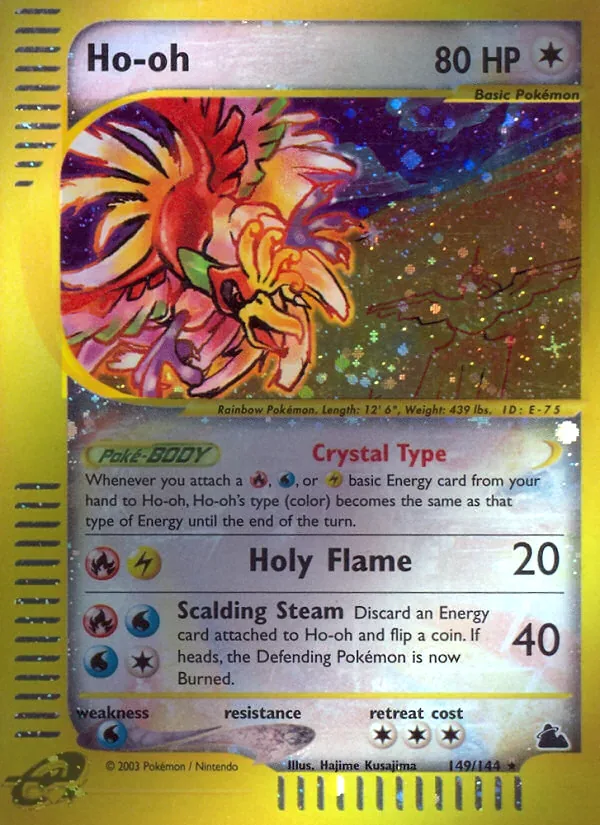 Ho-oh 80 HP
Basic Pokémon
Rainbow Pokémon. Length: 12' 6", Weight: 439 lbs. ID: E-75
Poké-BODY Crystal Type
Whenever you attach a , , or basic Energy card from your
hand to Ho-oh, Ho-oh's type (color) becomes the same as that
type of Energy until the end of the turn.
Holy Flame 20
Scalding Steam Discard an Energy
card attached to Ho-oh and flip a coin. If
heads, the Defending Pokémon is now
Burned.
40
weakness resistance retreat cost
© 2003 Pokémon / Nintendo Illus. Hajime Kusajima 149/144 ★